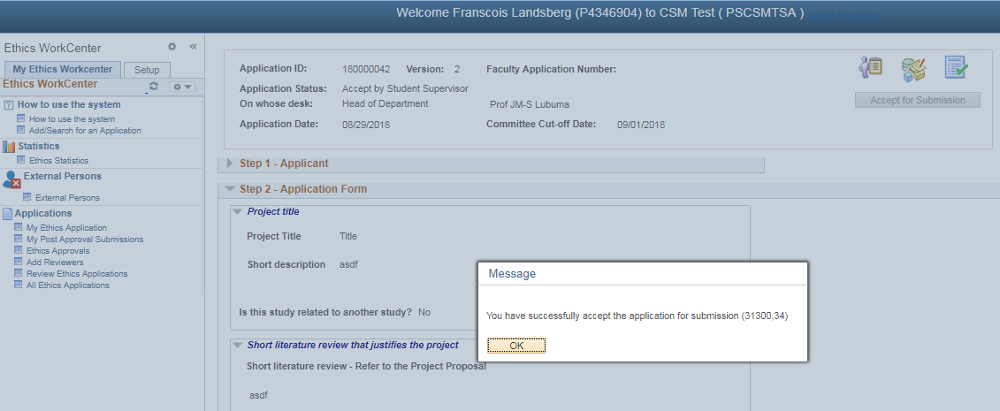 Welcome Franscois Landsberg (P4346904) to CSM Test ( PSCSMTSA ) Add to Favorites
Ethics WorkCenter «
My Ethics Workcenter Setup
Ethics WorkCenter
How to use the system
How to use the system
Add/Search for an Application
Statistics
Ethics Statistics
External Persons
External Persons
Applications
My Ethics Application
My Post Approval Submissions
Ethics Approvals
Add Reviewers
Review Ethics Applications
All Ethics Applications
Application ID: 180000042 Version: 2 Faculty Application Number:
Application Status: Accept by Student Supervisor
On whose desk: Head of Department Prof JM-S Lubuma
Application Date: 08/29/2018 Committee Cut-off Date: 09/01/2018
Accept for Submission
Step 1 - Applicant
Step 2 - Application Form
Project title
Project Title Title
Short description asdf
Is this study related to another study? No
Short literature review that justifies the project
Short literature review - Refer to the Project Proposal
asdf
Message
You have successfully accept the application for submission (31300,34)
OK